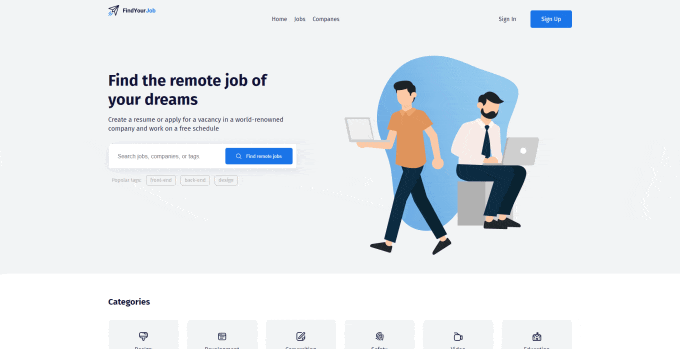 FindYourJob
Home Jobs Companes
Sign In Sign Up
Find the remote job of
your dreams
Create a resume or apply for a vacancy in a world-renowned
company and work on a free schedule
Search jobs, companies, or tags
Find remote jobs
Popular tags front-end back-end design
Categories
Design Development Copywriting Safety Video Education